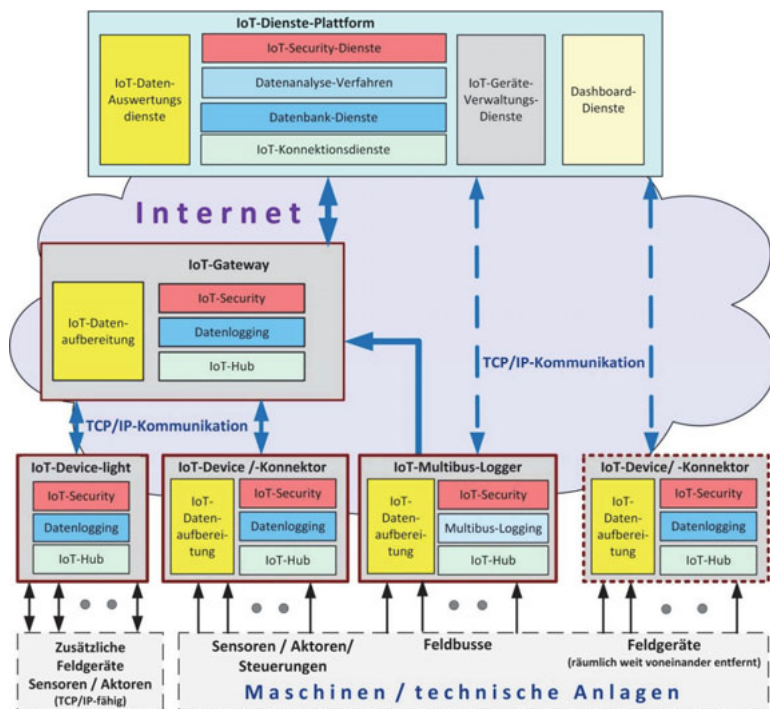 IoT-Dienste-Plattform
IoT-Daten-
Auswertungs
dienste
IoT-Security-Dienste
Datenanalyse-Verfahren
Datenbank-Dienste
IoT-Konnektionsdienste
IoT-Geräte-
Verwaltungs-
Dienste
Dashboard-
Dienste
Internet
IoT-Gateway
IoT-Daten-
aufbereitung
IoT-Security
Datenlogging
IoT-Hub
TCP/IP-Kommunikation
TCP/IP-Kommunikation
IoT-Device-light
IoT-Security
Datenlogging
IoT-Hub
IoT-Device /-Konnektor
IoT-
Daten-
aufberei-
tung
IoT-Security
Datenlogging
IoT-Hub
IoT-Multibus-Logger
IoT-
Daten-
aufberei-
tung
IoT-Security
Multibus-Logging
IoT-Hub
IoT-Device/ -Konnektor
IoT-
Daten-
aufberei-
tung
IoT-Security
Datenlogging
IoT-Hub
Zusätzliche
Feldgeräte
Sensoren / Aktoren
(TCP/IP-fähig)
Sensoren / Aktoren/
Steuerungen
Feldbusse
Feldgeräte
(räumlich weit voneinander entfernt)
Maschinen / technische Anlagen